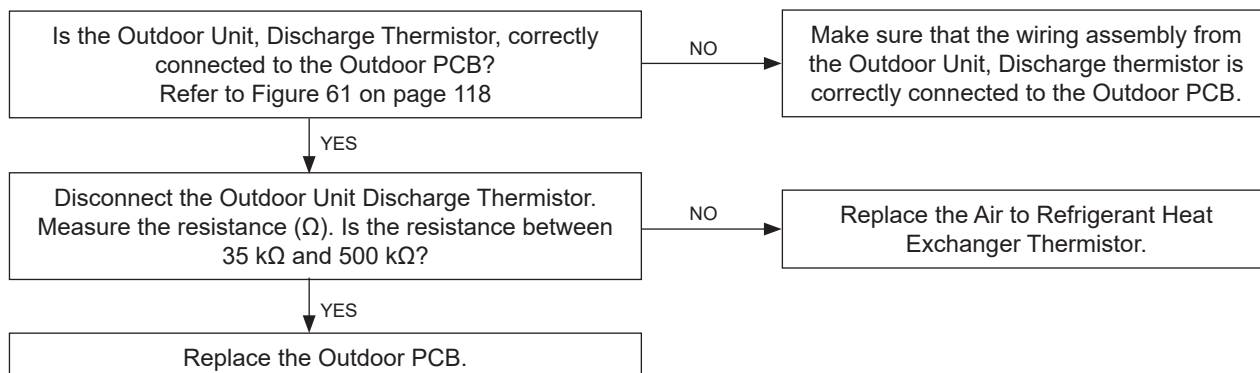 Is the Outdoor Unit, Discharge Thermistor, correctly
connected to the Outdoor PCB?
Refer to Figure 61 on page 118
NO
Make sure that the wiring assembly from
the Outdoor Unit, Discharge thermistor is
correctly connected to the Outdoor PCB.
YES
Disconnect the Outdoor Unit Discharge Thermistor.
Measure the resistance (Ω). Is the resistance between
35 kΩ and 500 kΩ?
NO
Replace the Air to Refrigerant Heat
Exchanger Thermistor.
YES
Replace the Outdoor PCB.